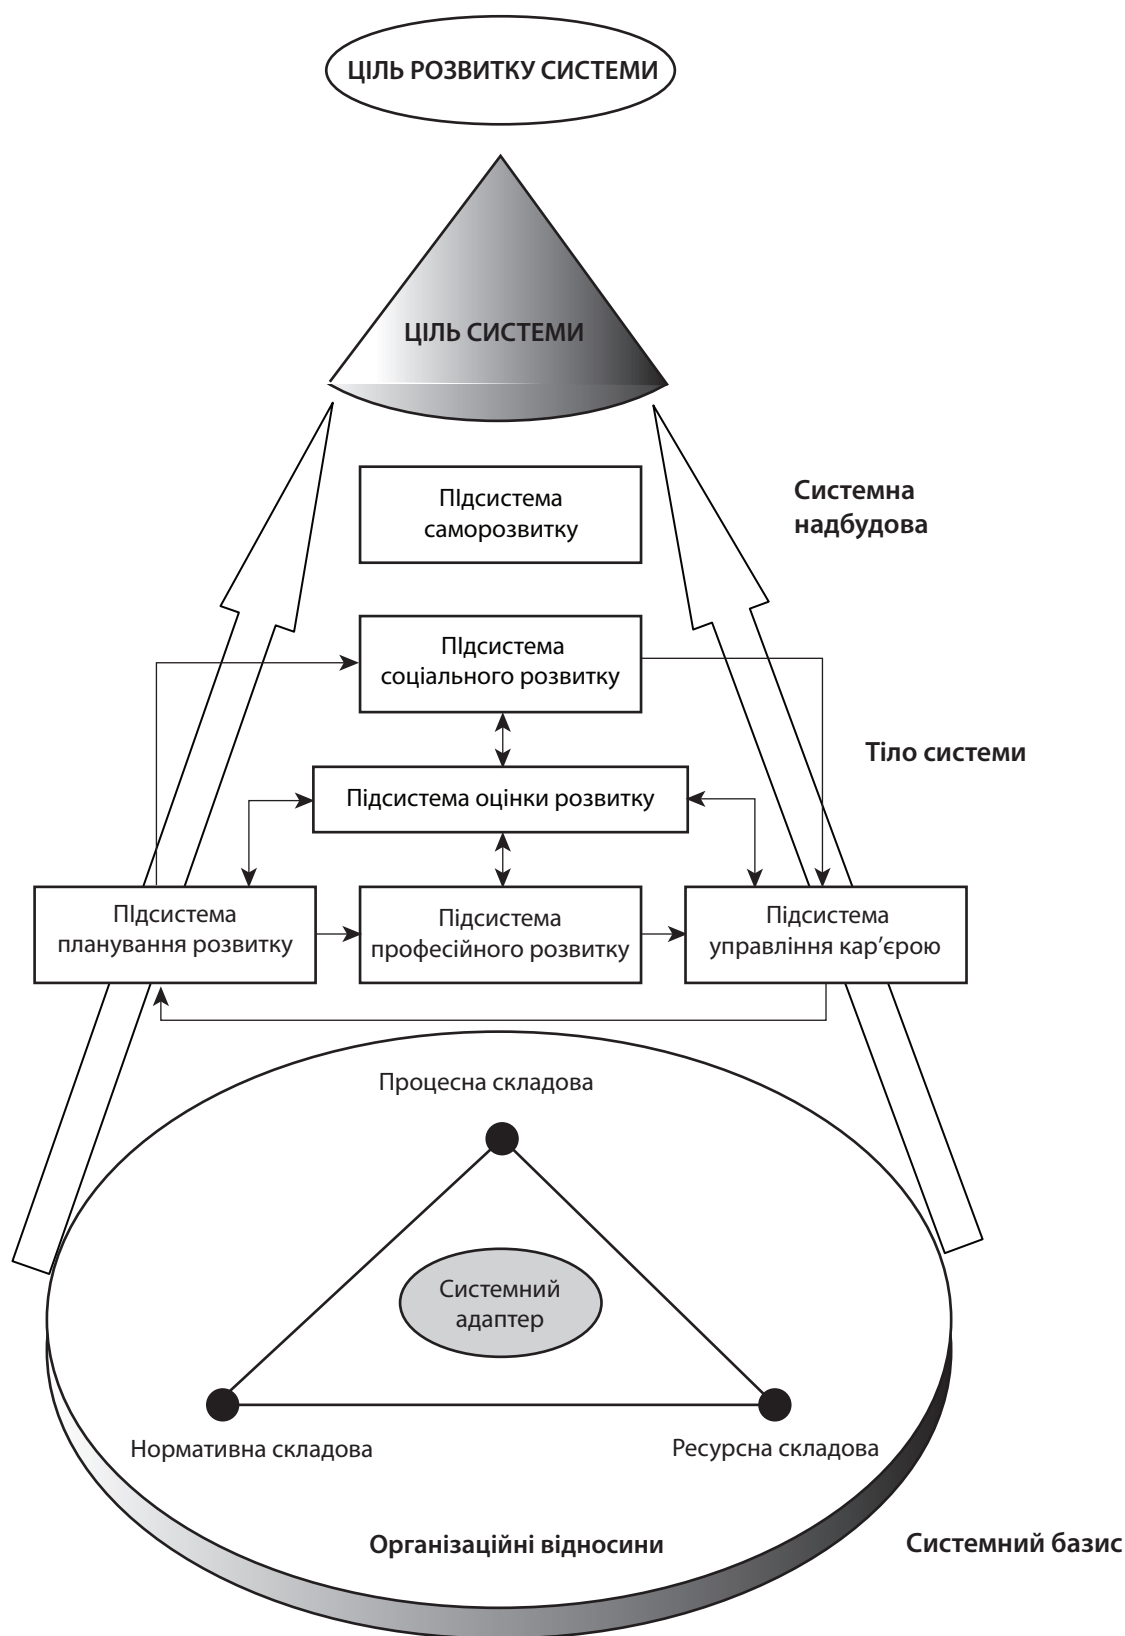 ЦІЛЬ РОЗВИТКУ СИСТЕМИ
ЦІЛЬ СИСТЕМИ
ПІдсистема
саморозвитку
Системна
надбудова
ПІдсистема
соціального розвитку
Тіло системи
Підсистема оцінки розвитку
ПІдсистема
планування розвитку
Підсистема
професійного розвитку
Підсистема
управління кар’єрою
Процесна складова
Системний
адаптер
Нормативна складова
Ресурсна складова
Організаційні відносини
Системний базис